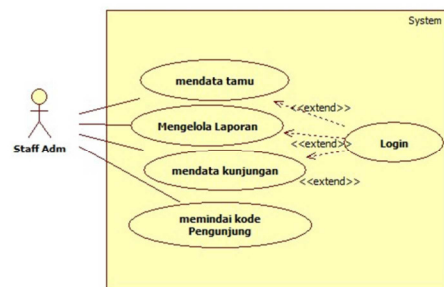 System
mendata tamu
<<extend>>
Mengelola Laporan
Staff Adm
<<extend>>
Login
mendata kunjungan
<<extend>>
memindai kode
Pengunjung